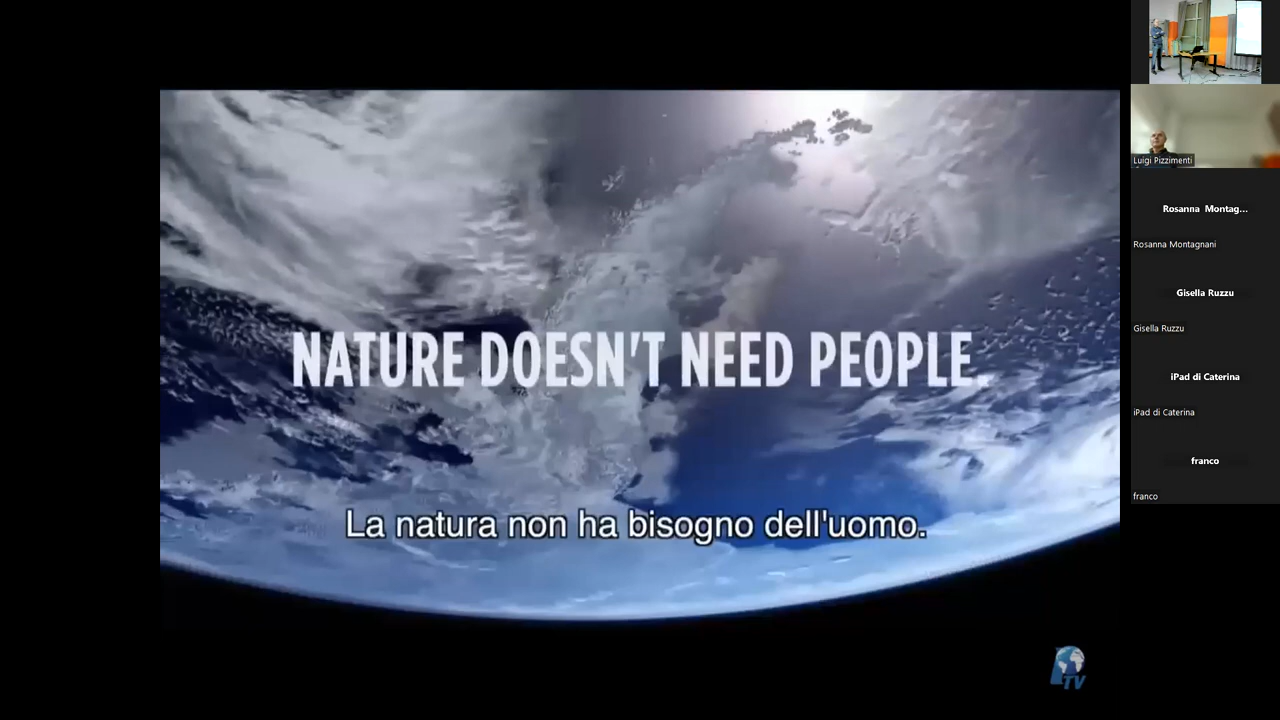 NATURE DOESN'T NEED PEOPLE.
La natura non ha bisogno dell'uomo.
TV
Luigi Pizzimenti
Rosanna Montag...
Rosanna Montagnani
Gisella Ruzzu
Gisella Ruzzu
iPad di Caterina
iPad di Caterina
franco
franco